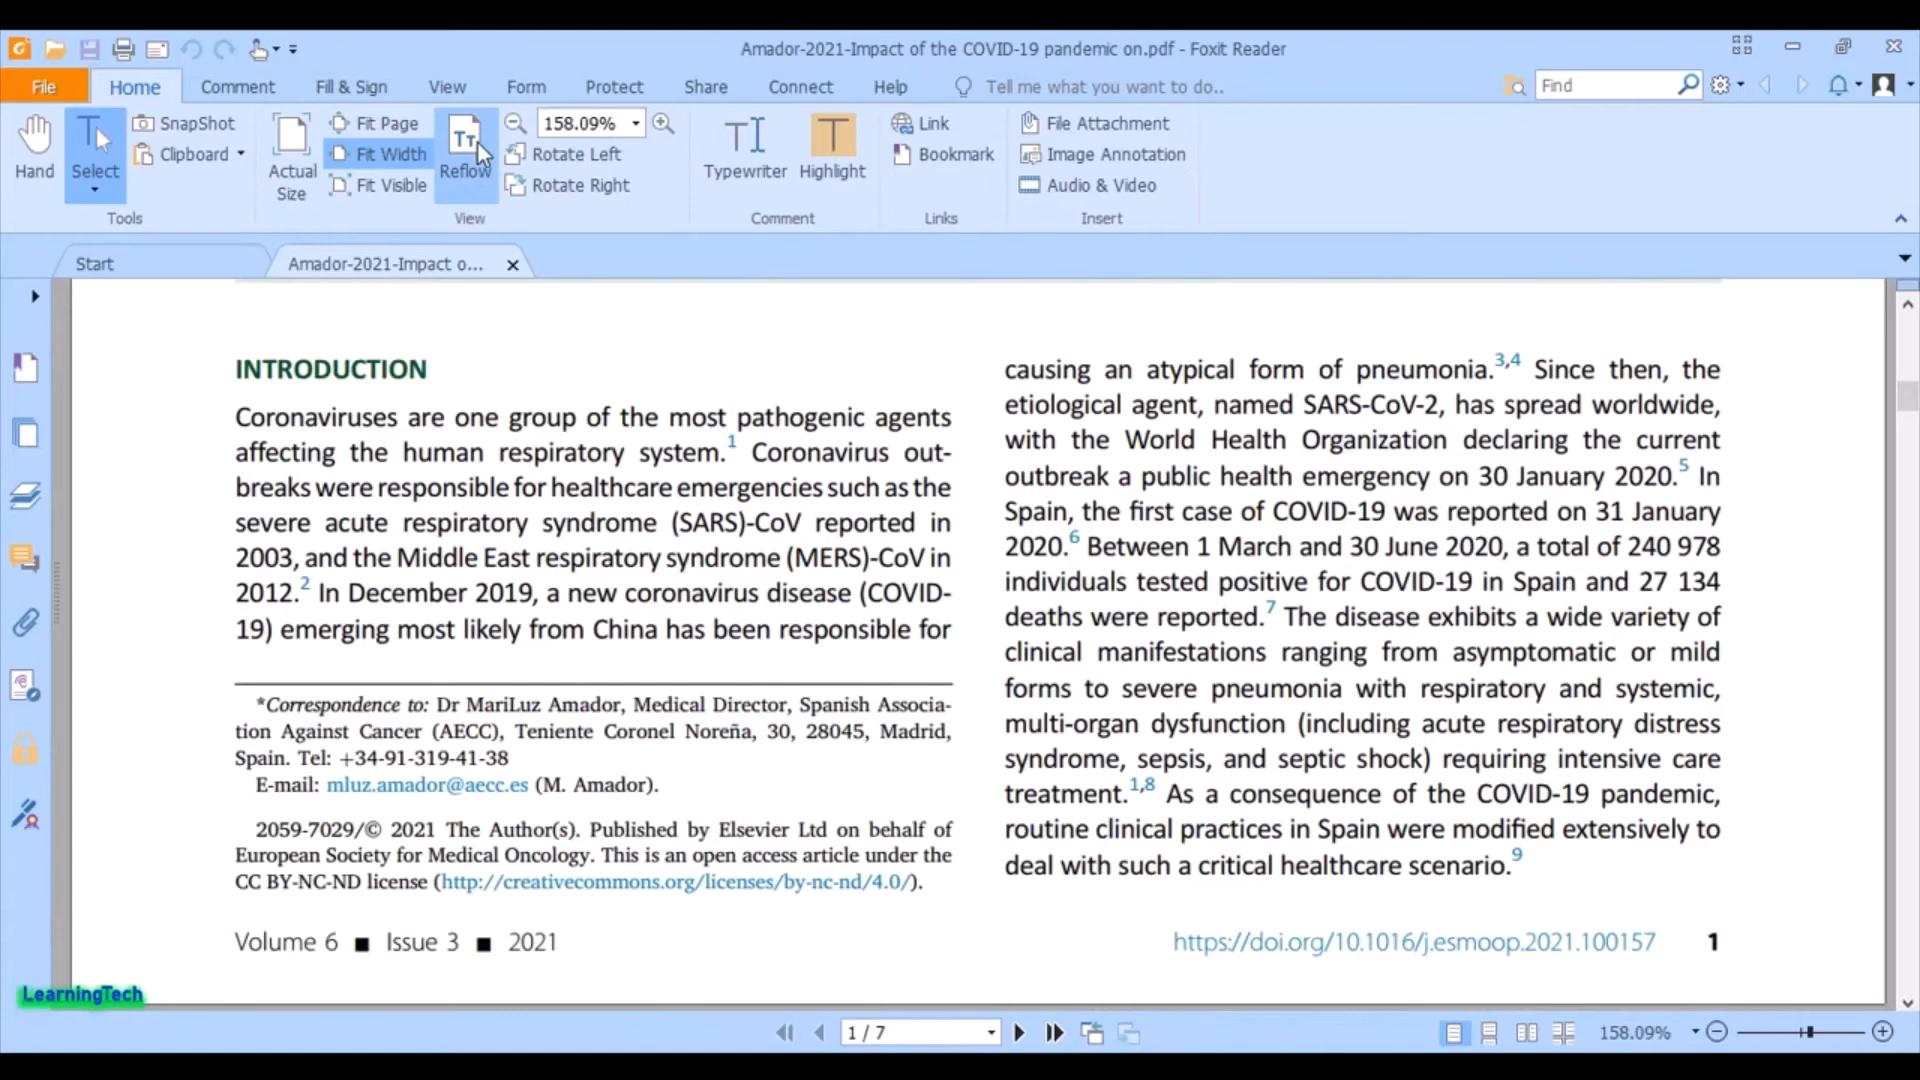 Amador-2021-Impact of the COVID-19 pandemic on.pdf - Foxit Reader
File Home Comment Fill & Sign View Form Protect Share Connect Help Tell me what you want to do.. Find
Hand
Select
SnapShot
Clipboard
Tools
Actual
Size
Fit Page
Fit Width
Fit Visible
Reflow
158.09%
Rotate Left
Rotate Right
View
Typewriter
Highlight
Comment
Link
Bookmark
Links
File Attachment
Image Annotation
Audio & Video
Insert
Start Amador-2021-Impact o...
INTRODUCTION
Coronaviruses are one group of the most pathogenic agents
affecting the human respiratory system.1 Coronavirus out-
breaks were responsible for healthcare emergencies such as the
severe acute respiratory syndrome (SARS)-CoV reported in
2003, and the Middle East respiratory syndrome (MERS)-CoV in
2012.2 In December 2019, a new coronavirus disease (COVID-
19) emerging most likely from China has been responsible for
*Correspondence to: Dr MariLuz Amador, Medical Director, Spanish Associa-
tion Against Cancer (AECC), Teniente Coronel Noreña, 30, 28045, Madrid,
Spain. Tel: +34-91-319-41-38
E-mail: mluz.amador@aecc.es (M. Amador).
2059-7029/© 2021 The Author(s). Published by Elsevier Ltd on behalf of
European Society for Medical Oncology. This is an open access article under the
CC BY-NC-ND license (http://creativecommons.org/licenses/by-nc-nd/4.0/).
causing an atypical form of pneumonia.3,4 Since then, the
etiological agent, named SARS-CoV-2, has spread worldwide,
with the World Health Organization declaring the current
outbreak a public health emergency on 30 January 2020.5 In
Spain, the first case of COVID-19 was reported on 31 January
2020.6 Between 1 March and 30 June 2020, a total of 240 978
individuals tested positive for COVID-19 in Spain and 27 134
deaths were reported.7 The disease exhibits a wide variety of
clinical manifestations ranging from asymptomatic or mild
forms to severe pneumonia with respiratory and systemic,
multi-organ dysfunction (including acute respiratory distress
syndrome, sepsis, and septic shock) requiring intensive care
treatment.1,8 As a consequence of the COVID-19 pandemic,
routine clinical practices in Spain were modified extensively to
deal with such a critical healthcare scenario.9
Volume 6 ■ Issue 3 ■ 2021
https://doi.org/10.1016/j.esmoop.2021.100157 1
LearningTech
1 / 7
158.09%